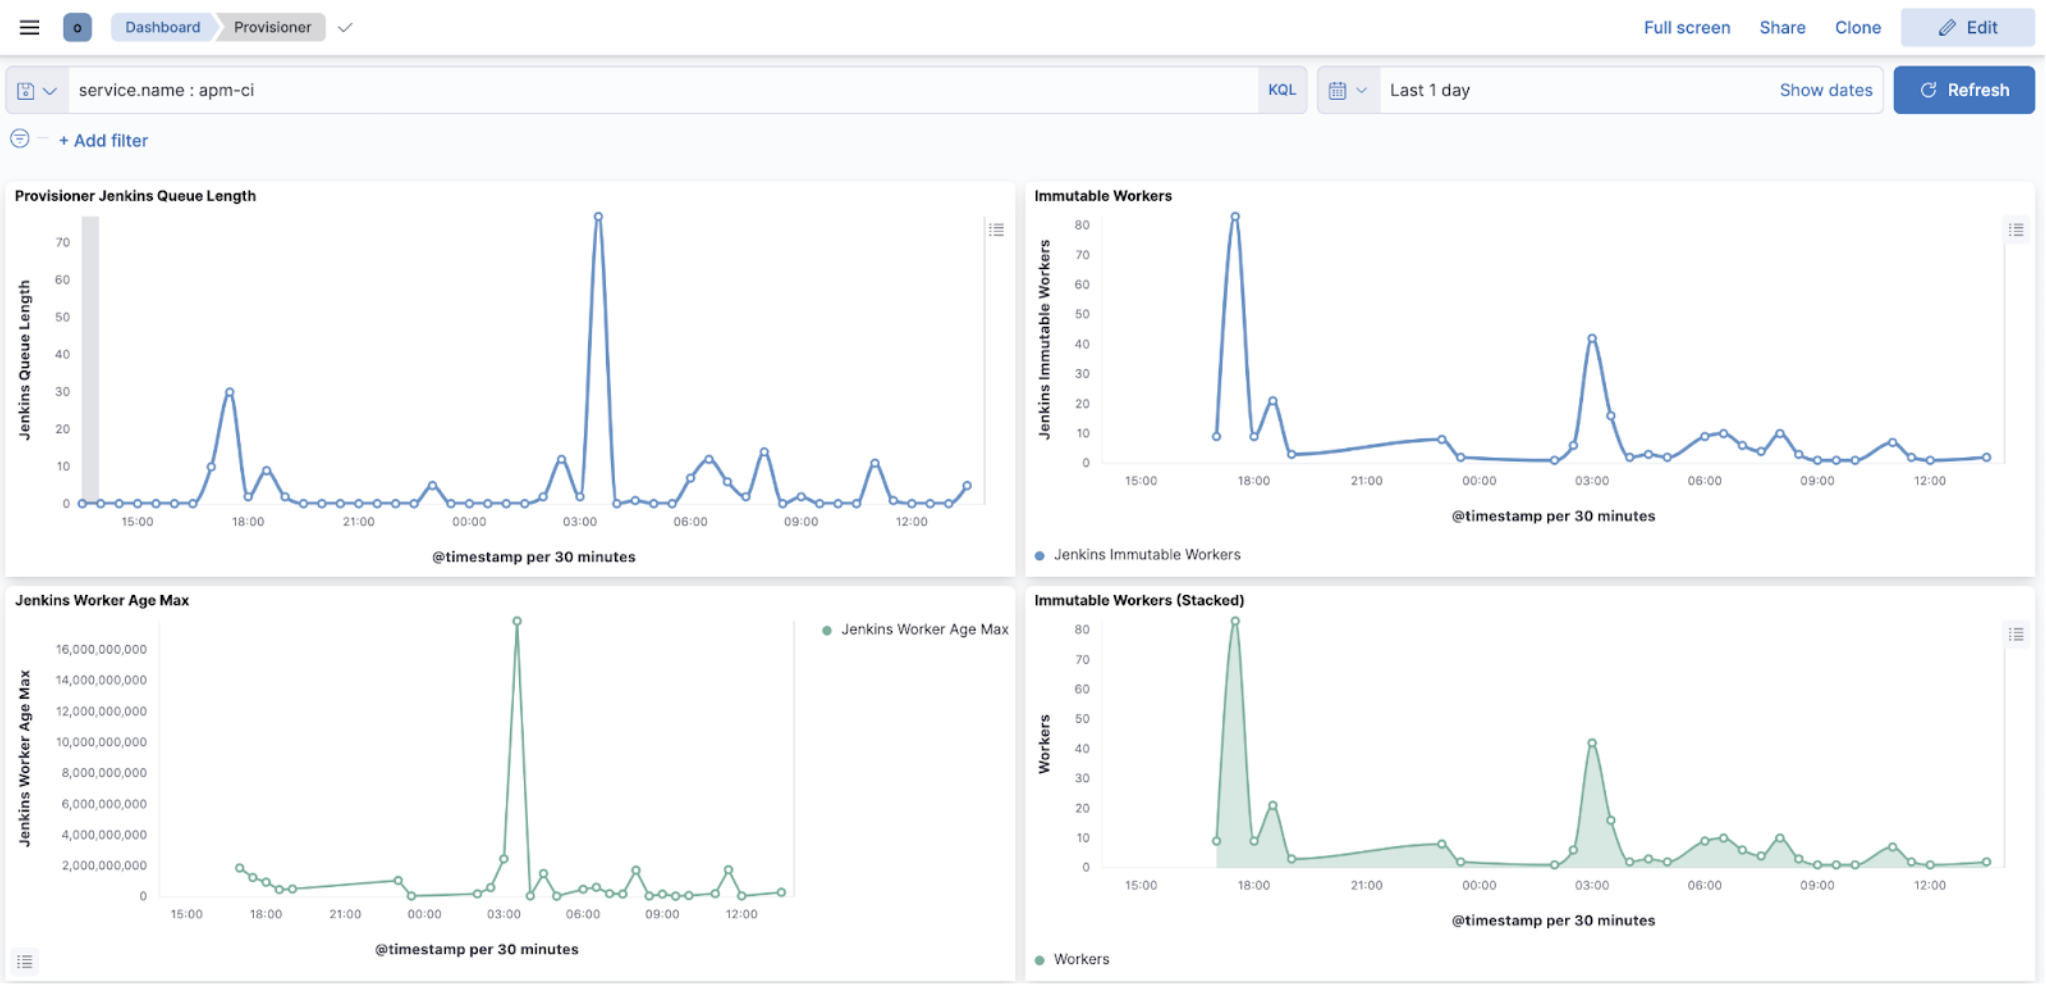 o
Dashboard
Provisioner
Full screen
Share
Clone
Edit
service.name : apm-ci
KQL
Last 1 day
Show dates
Refresh
+ Add filter
Provisioner Jenkins Queue Length
Jenkins Queue Length
70
60
50
40
30
20
10
0
15:00 18:00 21:00 00:00 03:00 06:00 09:00 12:00
@timestamp per 30 minutes
Immutable Workers
Jenkins Immutable Workers
80
70
60
50
40
30
20
10
0
15:00 18:00 21:00 00:00 03:00 06:00 09:00 12:00
@timestamp per 30 minutes
Jenkins Immutable Workers
Jenkins Worker Age Max
Jenkins Worker Age Max
16,000,000,000
14,000,000,000
12,000,000,000
10,000,000,000
8,000,000,000
6,000,000,000
4,000,000,000
2,000,000,000
0
15:00 18:00 21:00 00:00 03:00 06:00 09:00 12:00
@timestamp per 30 minutes
Jenkins Worker Age Max
Immutable Workers (Stacked)
Workers
80
70
60
50
40
30
20
10
0
15:00 18:00 21:00 00:00 03:00 06:00 09:00 12:00
@timestamp per 30 minutes
Workers